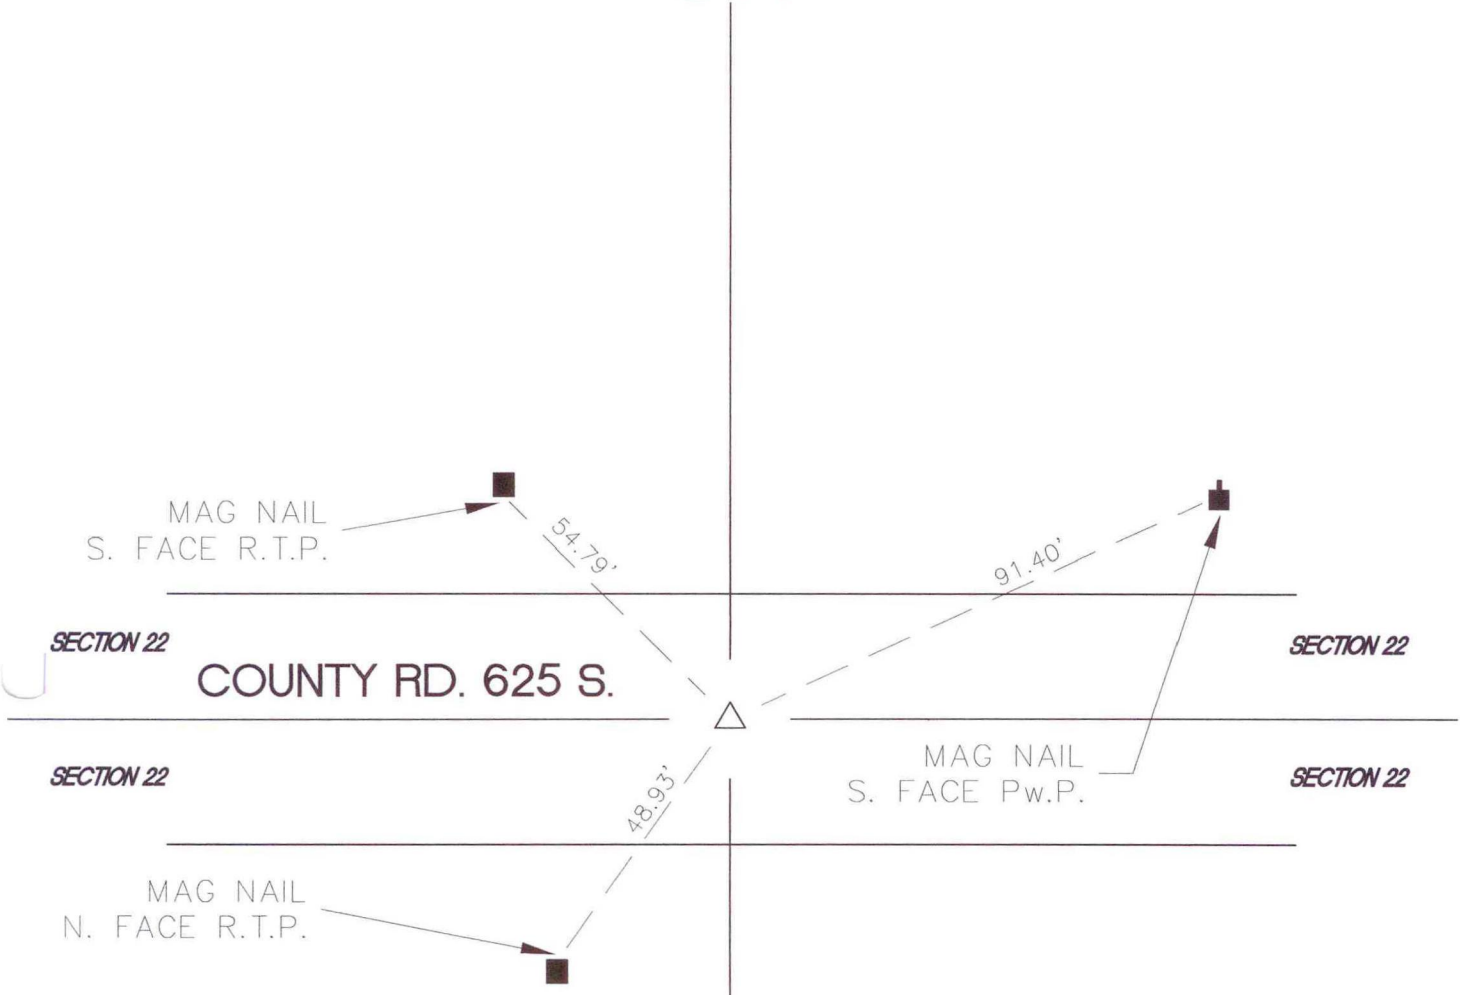 MAG NAIL
S. FACE R.T.P.
54.79'
91.40'
SECTION 22
SECTION 22
COUNTY RD. 625 S.
MAG NAIL
S. FACE Pw.P.
SECTION 22
SECTION 22
48.93'
MAG NAIL
N. FACE R.T.P.